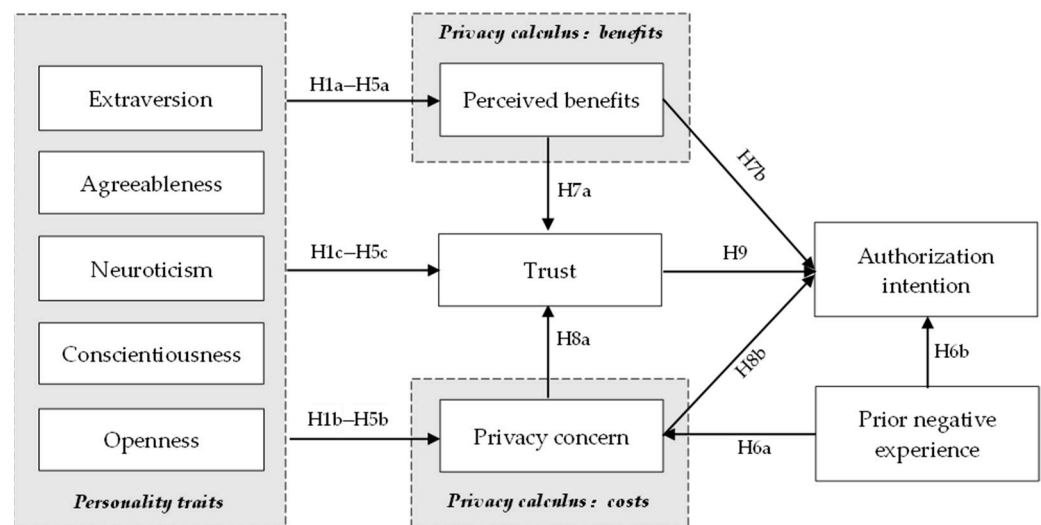 Privacy calculus: benefits
Extraversion
H1a–H5a
Perceived benefits
Agreeableness
H7a
H7b
Neuroticism
H1c–H5c
Trust
H9
Authorization
intention
Conscientiousness
H8a
H8b
H6b
Openness
H1b–H5b
Privacy concern
H6a
Prior negative
experience
Personality traits
Privacy calculus: costs